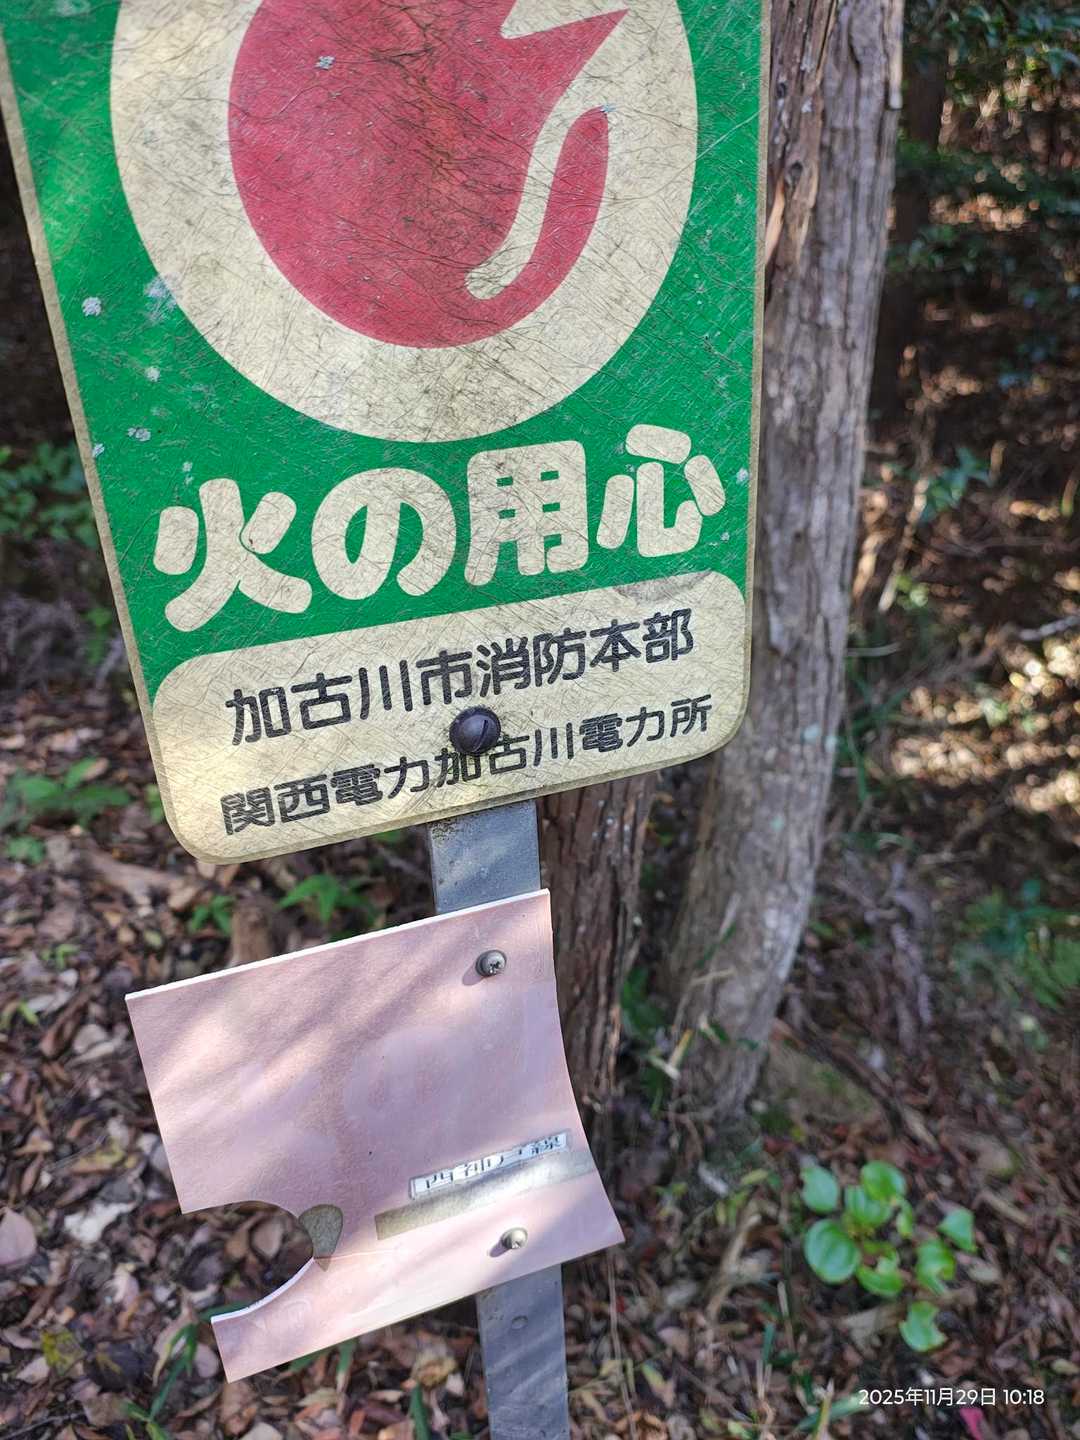 火の用心
加古川市消防本部
関西電力加古川電力所
2025年11月29日 10:18